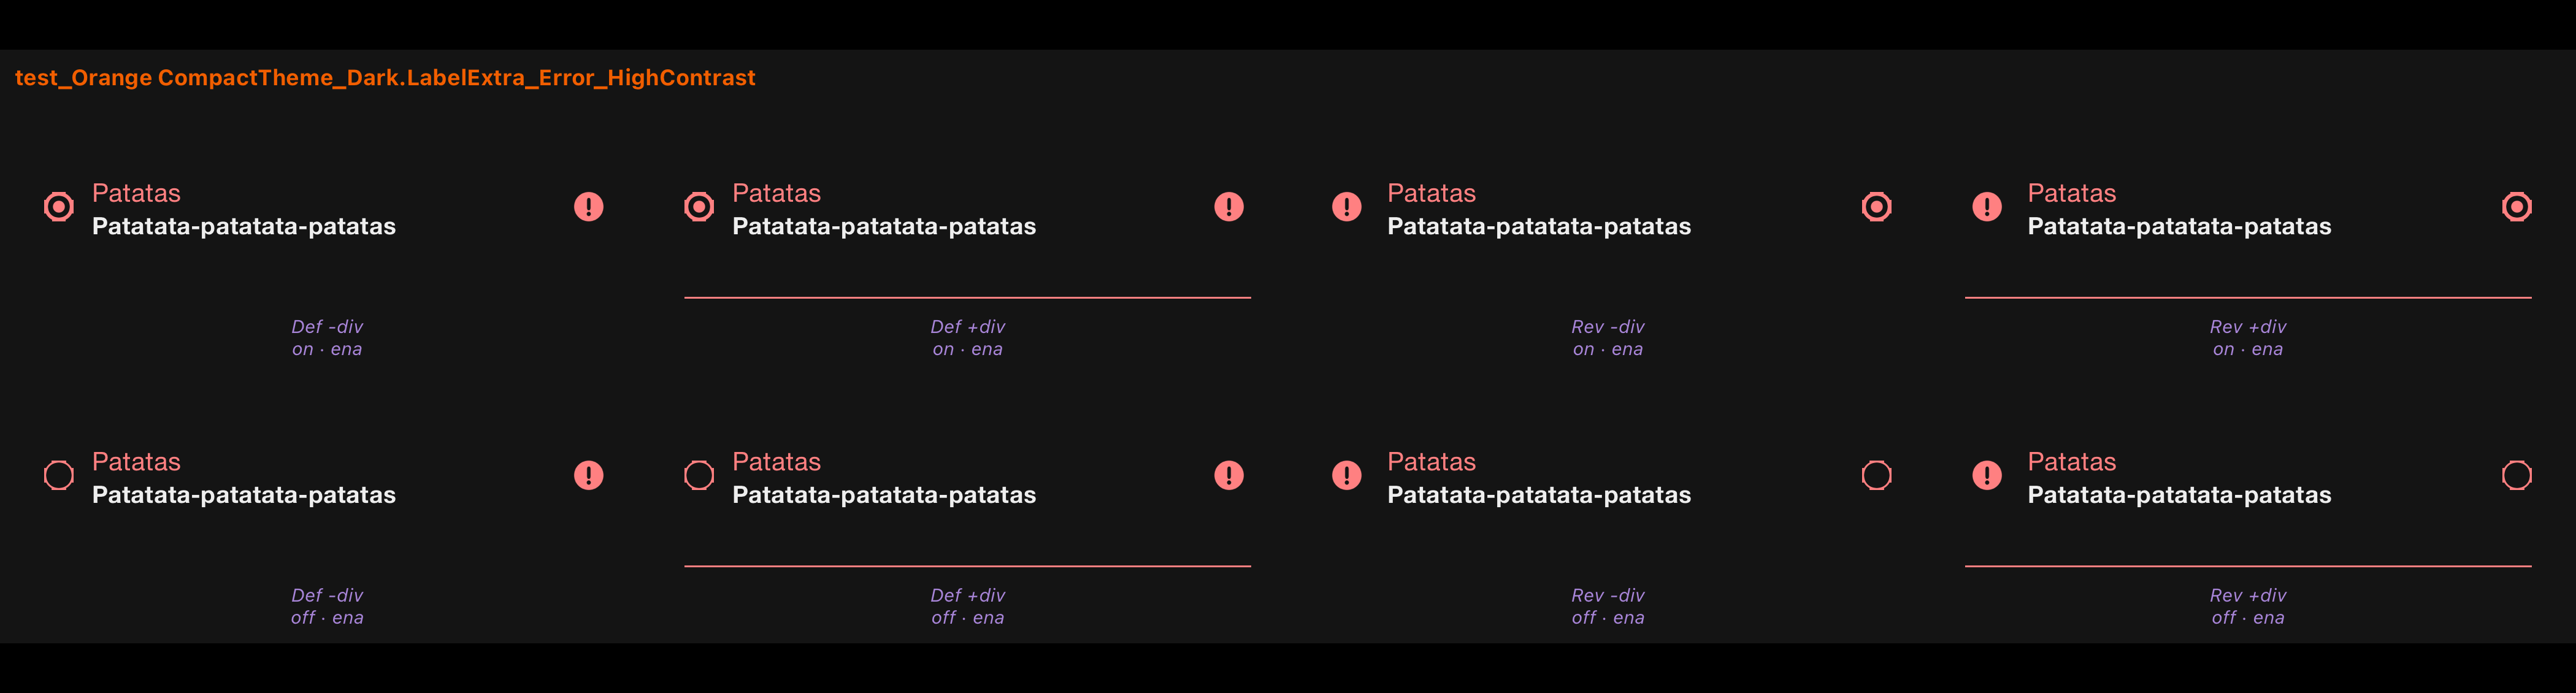 test_Orange CompactTheme_Dark.LabelExtra_Error_HighContrast
Patatas
Patatata-patatata-patatas
Def -div
on · ena
Patatas
Patatata-patatata-patatas
Def +div
on · ena
Patatas
Patatata-patatata-patatas
Rev -div
on · ena
Patatas
Patatata-patatata-patatas
Rev +div
on · ena
Patatas
Patatata-patatata-patatas
Def -div
off · ena
Patatas
Patatata-patatata-patatas
Def +div
off · ena
Patatas
Patatata-patatata-patatas
Rev -div
off · ena
Patatas
Patatata-patatata-patatas
Rev +div
off · ena